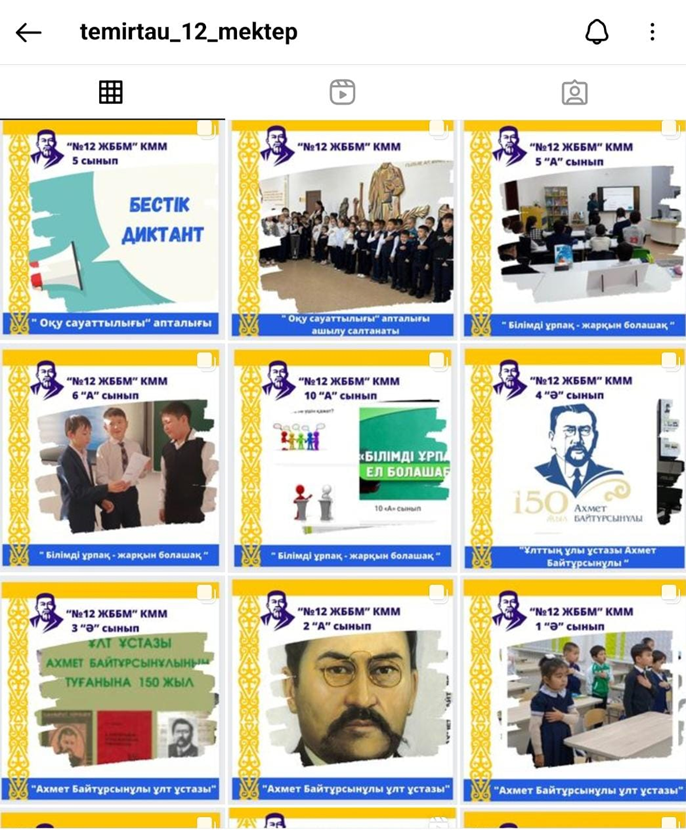 temirtau_12_mektep
"№12 ЖББМ" КММ
5 сынып
БЕСТІК
ДИКТАНТ
" Оқу сауаттылығы" апталығы
"№12 ЖББМ" КММ
" Оқу сауаттылығы" апталығы
ашылу салтанаты
"№12 ЖББМ" КММ
5 "А" сынып
" Білімді ұрпақ - жарқын болашақ "
"№12 ЖББМ" КММ
6 "А" сынып
" Білімді ұрпақ - жарқын болашақ "
"№12 ЖББМ" КММ
10 "А" сынып
«БІЛІМДІ ҰРПА
ЕЛ БОЛАШАҒ
10 «А» сынып
" Білімді ұрпақ - жарқын болашақ "
"№12 ЖББМ" КММ
4 "Ә" сынып
150
Ахмет
БАЙТҰРСЫНҰЛЫ
"Ұлттың ұлы ұстазы Ахмет
Байтұрсынұлы "
"№12 ЖББМ" КММ
3 "Ә" сынып
ҰЛТ ҰСТАЗЫ
АХМЕТ БАЙТҰРСЫНҰЛЫНЫҢ
ТУҒАНЫНА 150 ЖЫЛ
"Ахмет Байтұрсынұлы ұлт ұстазы"
"№12 ЖББМ" КММ
2 "А" сынып
"Ахмет Байтұрсынұлы ұлт ұстазы"
"№12 ЖББМ" КММ
1 "Ә" сынып
"Ахмет Байтұрсынұлы ұлт ұстазы"